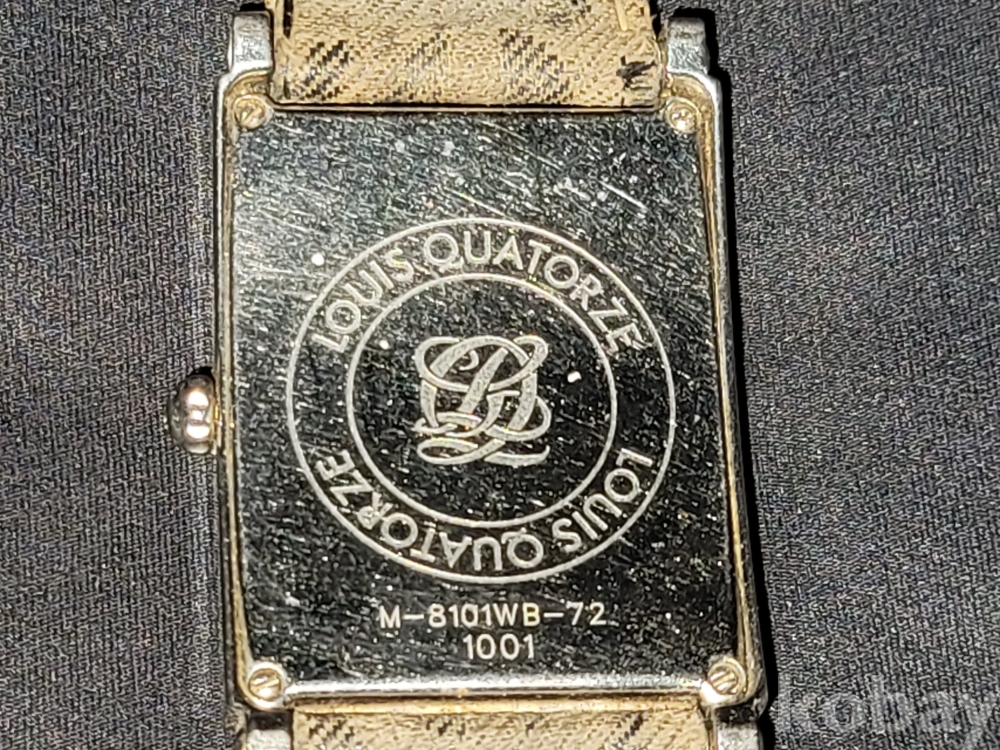 LOUIS QUATORZE
LOUIS QUATORZE
M-8101WB-72
1001
kobay